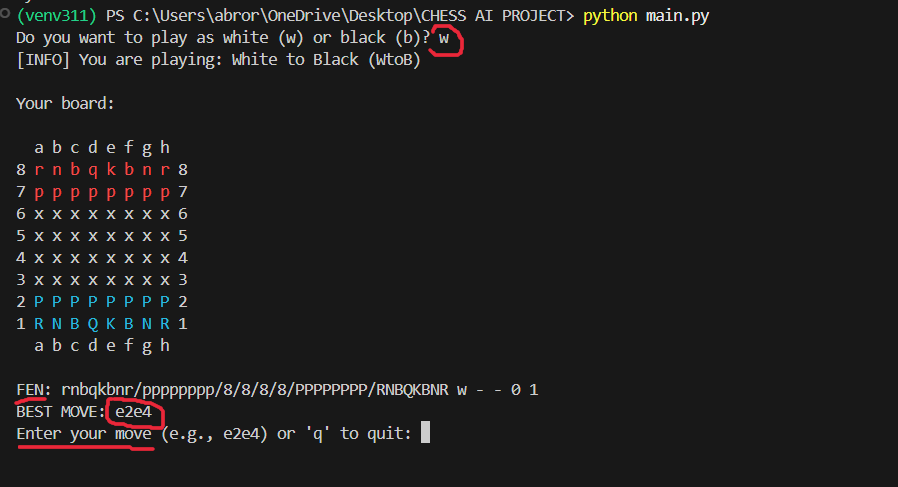 (venv311) PS C:\Users\abror\OneDrive\Desktop\CHESS AI PROJECT> python main.py
Do you want to play as white (w) or black (b)? w
[INFO] You are playing: White to Black (WtoB)
Your board:
a b c d e f g h
8 r n b q k b n r 8
7 p p p p p p p p 7
6 x x x x x x x x 6
5 x x x x x x x x 5
4 x x x x x x x x 4
3 x x x x x x x x 3
2 P P P P P P P P 2
1 R N B Q K B N R 1
a b c d e f g h
FEN: rnbqkbnr/pppppppp/8/8/8/8/PPPPPPPP/RNBQKBNR w - - 0 1
BEST MOVE: e2e4
Enter your move (e.g., e2e4) or 'q' to quit: